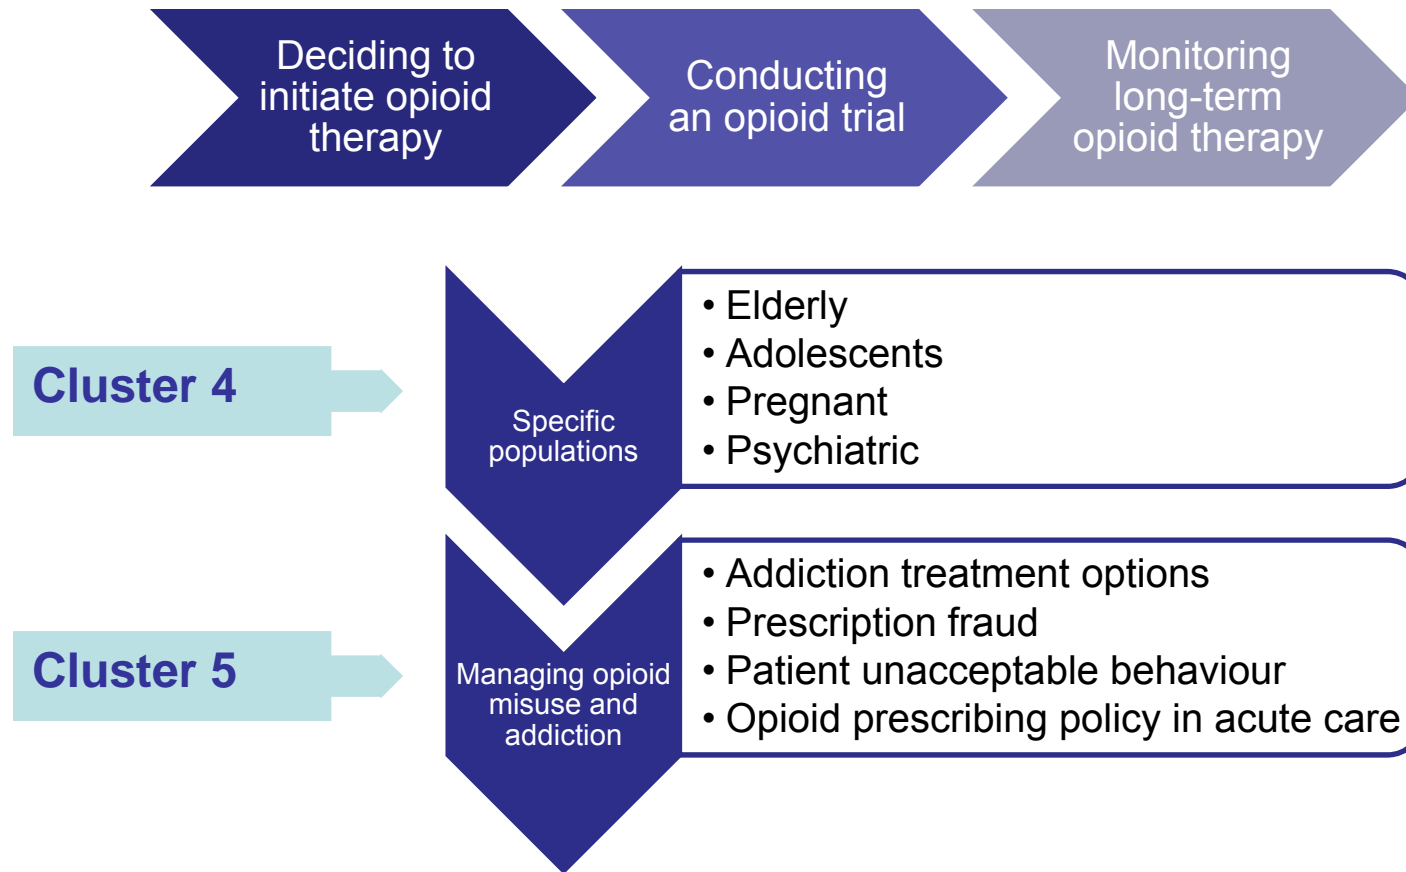 Deciding to
initiate opioid
therapy
Conducting
an opioid trial
Monitoring
long-term
opioid therapy
Cluster 4
Specific
populations
• Elderly
• Adolescents
• Pregnant
• Psychiatric
Cluster 5
Managing opioid
misuse and
addiction
• Addiction treatment options
• Prescription fraud
• Patient unacceptable behaviour
• Opioid prescribing policy in acute care